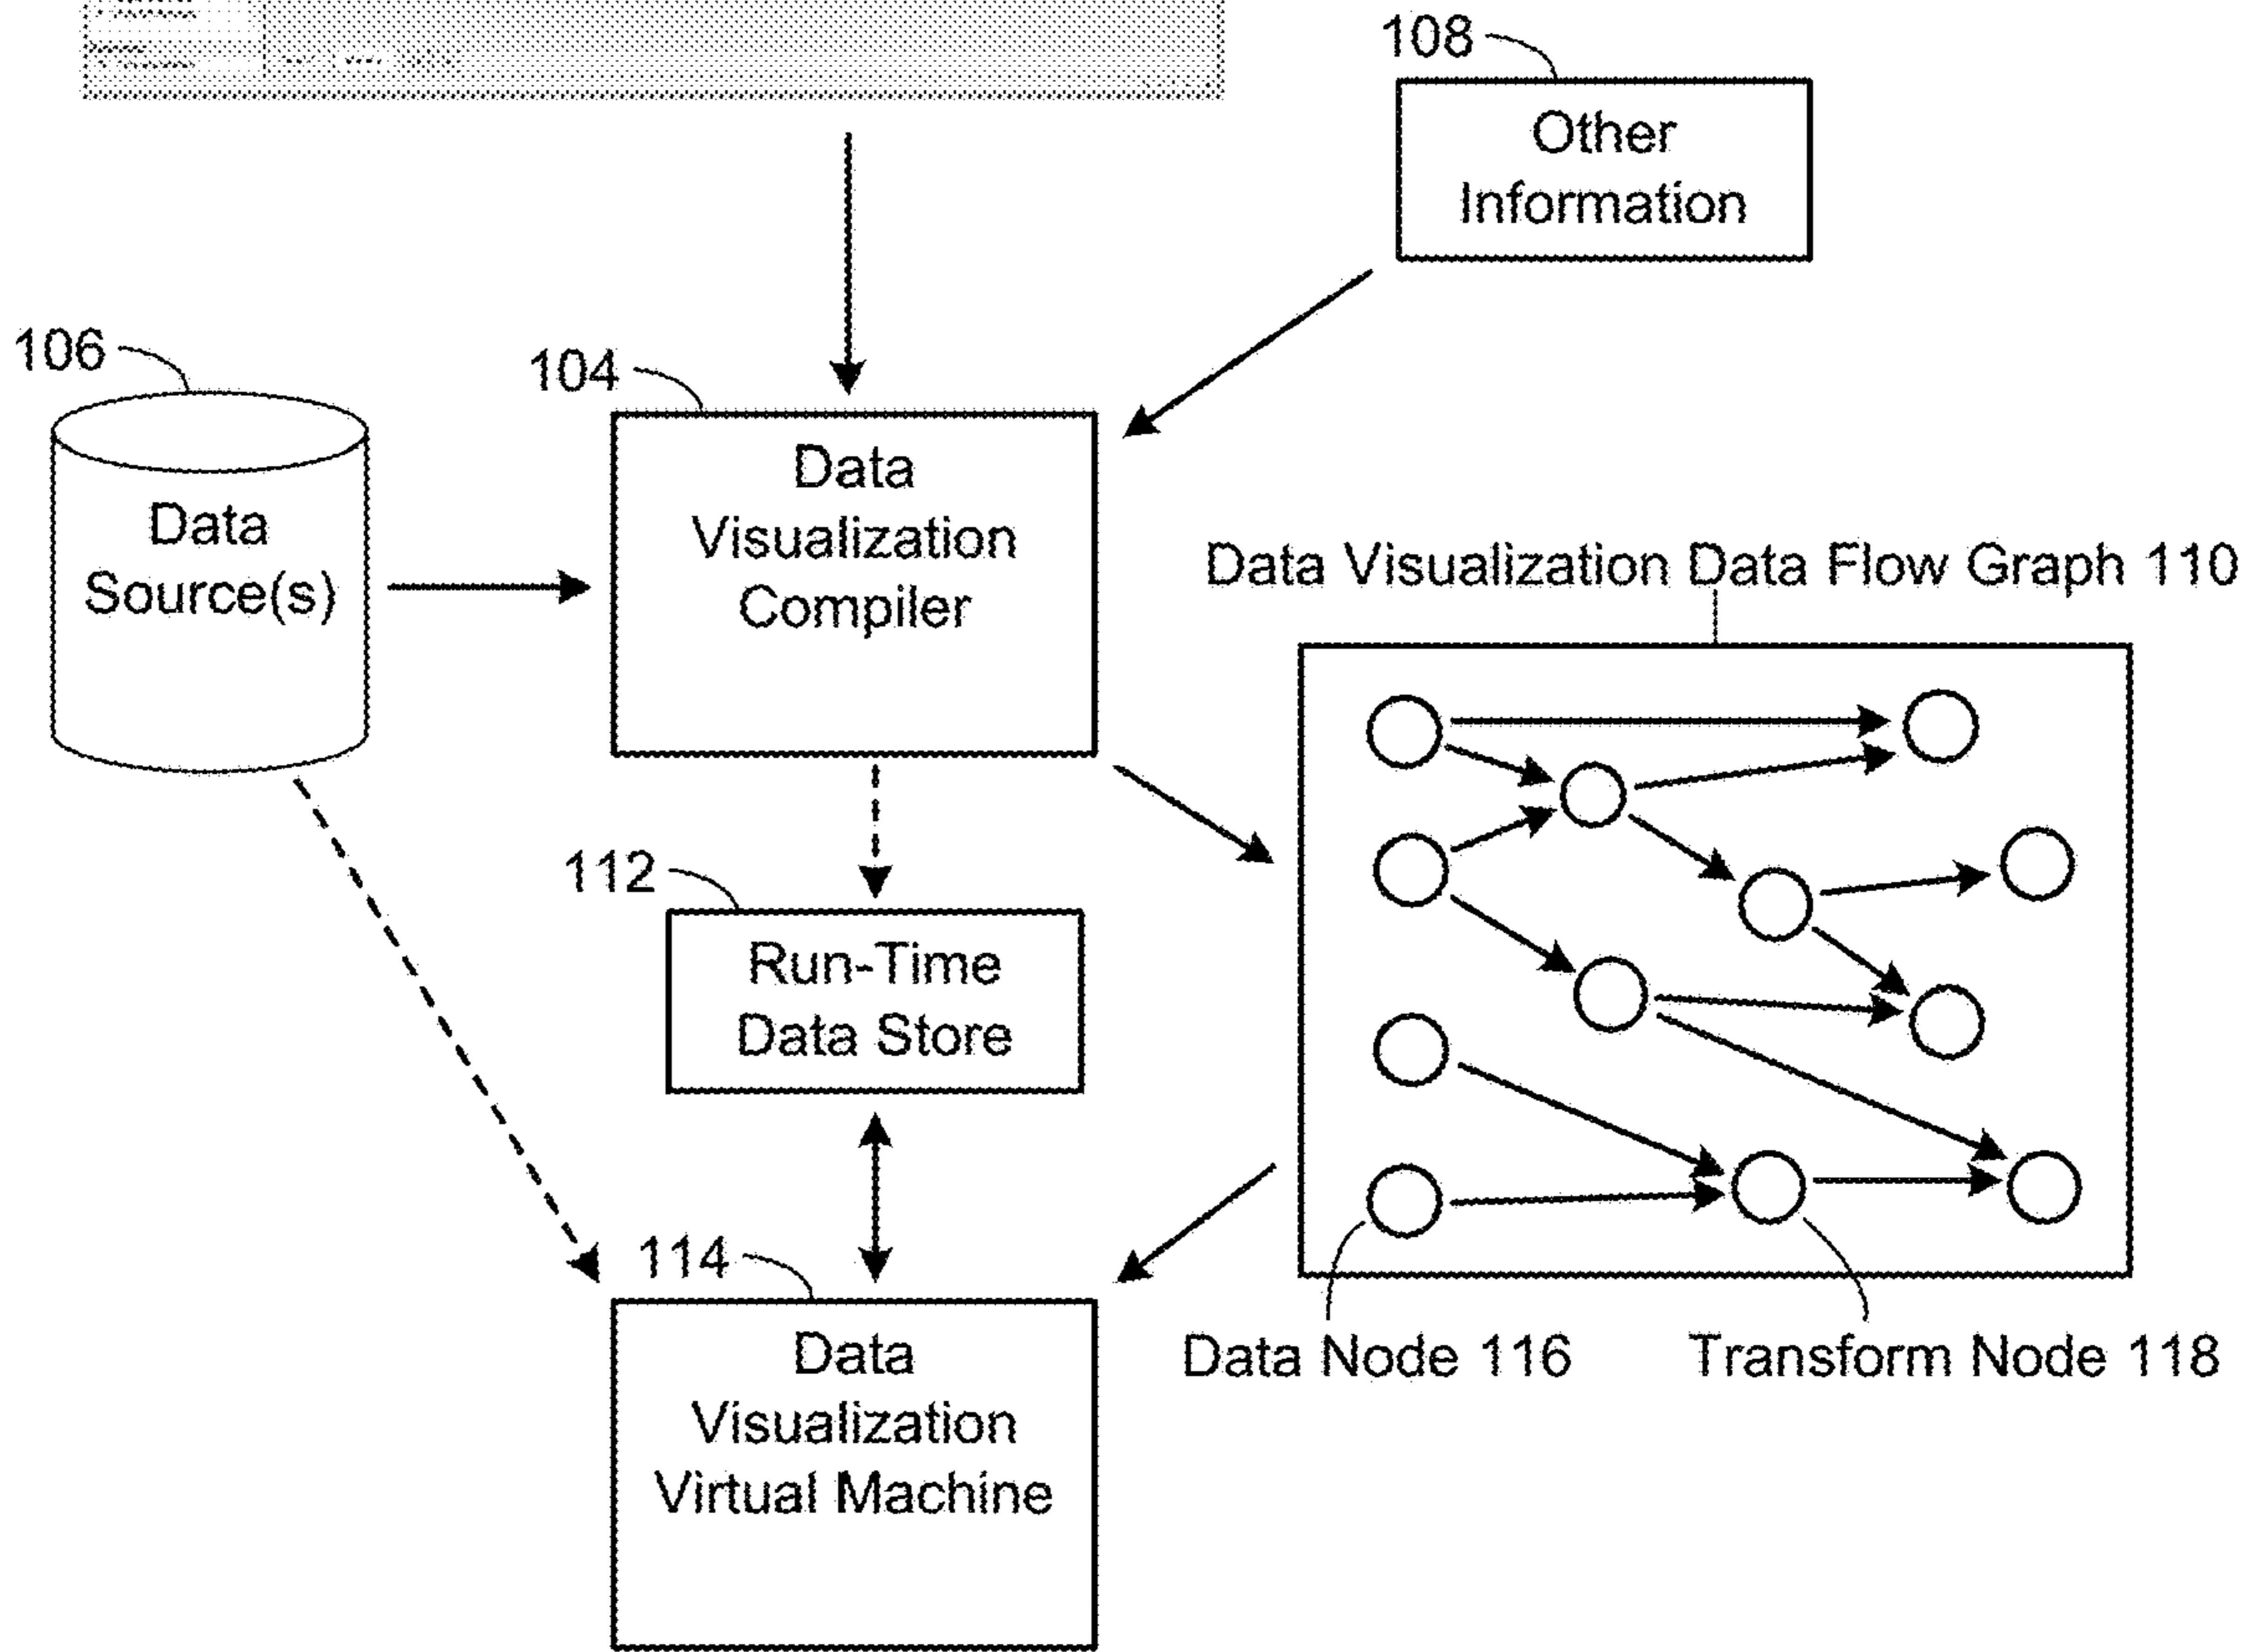 108
Other
Information
106
104
Data
Source(s)
Data
Visualization
Compiler
Data Visualization Data Flow Graph 110
112
Run-Time
Data Store
114
Data
Visualization
Virtual Machine
Data Node 116
Transform Node 118